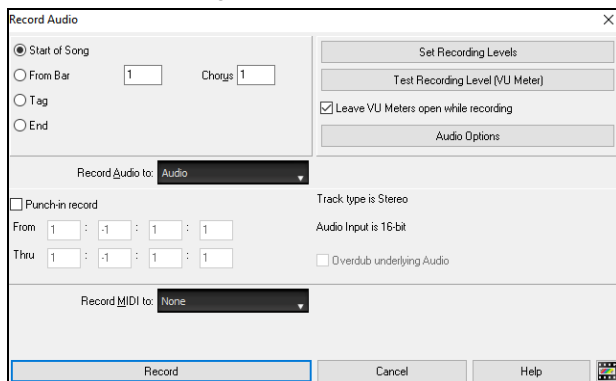 Record Audio
Start of Song
From Bar 1 Chorus 1
Tag
End
Set Recording Levels
Test Recording Level (VU Meter)
Leave VU Meters open while recording
Audio Options
Record Audio to: Audio
Punch-in record
From 1 : -1 : 1 : 1
Thru 1 : -1 : 1 : 1
Track type is Stereo
Audio Input is 16-bit
Overdub underlying Audio
Record MIDI to: None
Record Cancel Help